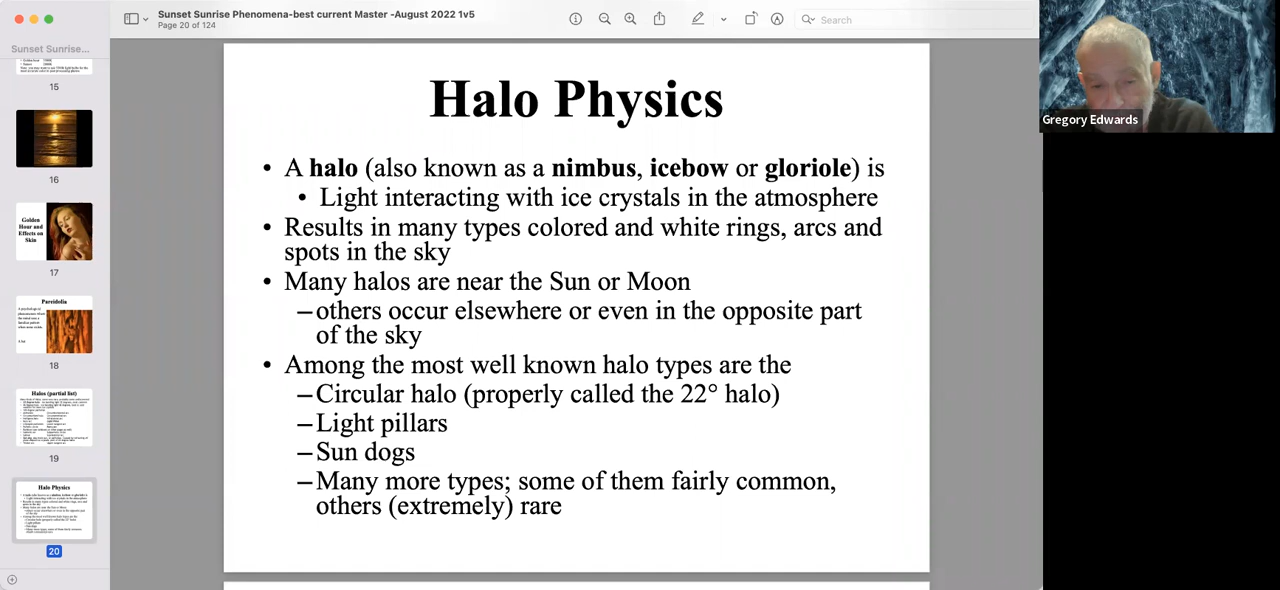 Sunset Sunrise Phenomena-best current Master -August 2022 1v5
Page 20 of 124
Search
Sunset Sunrise...
15
16
Golden
Hour and
Effects on
Skin
17
Pareidolia
18
Halos (partial list)
19
Halo Physics
20
Halo Physics
• A halo (also known as a nimbus, icebow or gloriole) is
• Light interacting with ice crystals in the atmosphere
• Results in many types colored and white rings, arcs and
spots in the sky
• Many halos are near the Sun or Moon
–others occur elsewhere or even in the opposite part
of the sky
• Among the most well known halo types are the
–Circular halo (properly called the 22° halo)
–Light pillars
–Sun dogs
–Many more types; some of them fairly common,
others (extremely) rare
Gregory Edwards